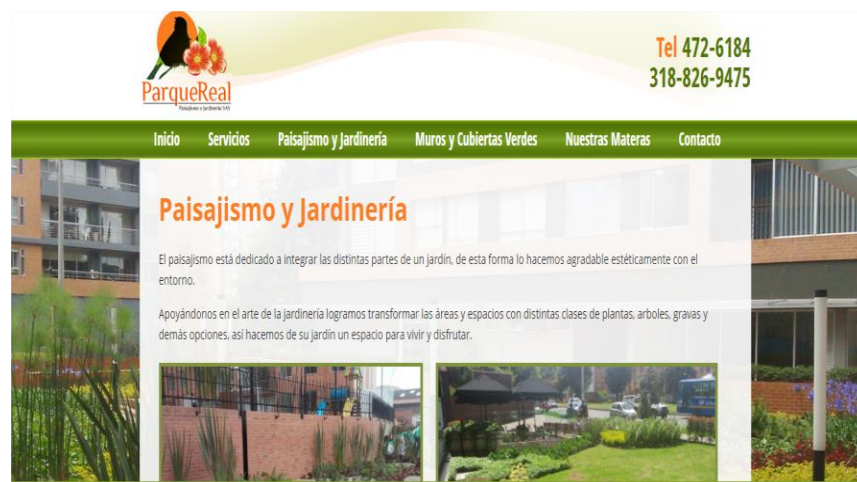 ParqueReal
Paisajismo y Jardinería SAS
Tel 472-6184
318-826-9475
Inicio Servicios Paisajismo y Jardinería Muros y Cubiertas Verdes Nuestras Materas Contacto
Paisajismo y Jardinería
El paisajismo está dedicado a integrar las distintas partes de un jardín, de esta forma lo hacemos agradable estéticamente con el
entorno.
Apoyándonos en el arte de la jardinería logramos transformar las áreas y espacios con distintas clases de plantas, arboles, gravas y
demás opciones, así hacemos de su jardín un espacio para vivir y disfrutar.